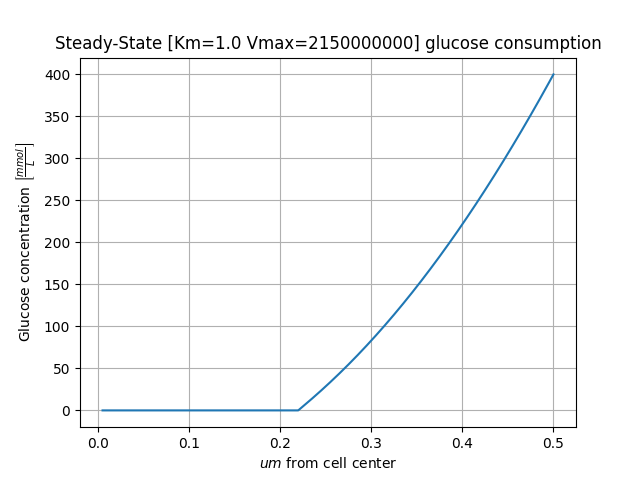 Steady-State [Km=1.0 Vmax=2150000000] glucose consumption
400
350
300
250
200
150
100
50
0
Glucose concentration [mmol/L]
0.0 0.1 0.2 0.3 0.4 0.5
um from cell center